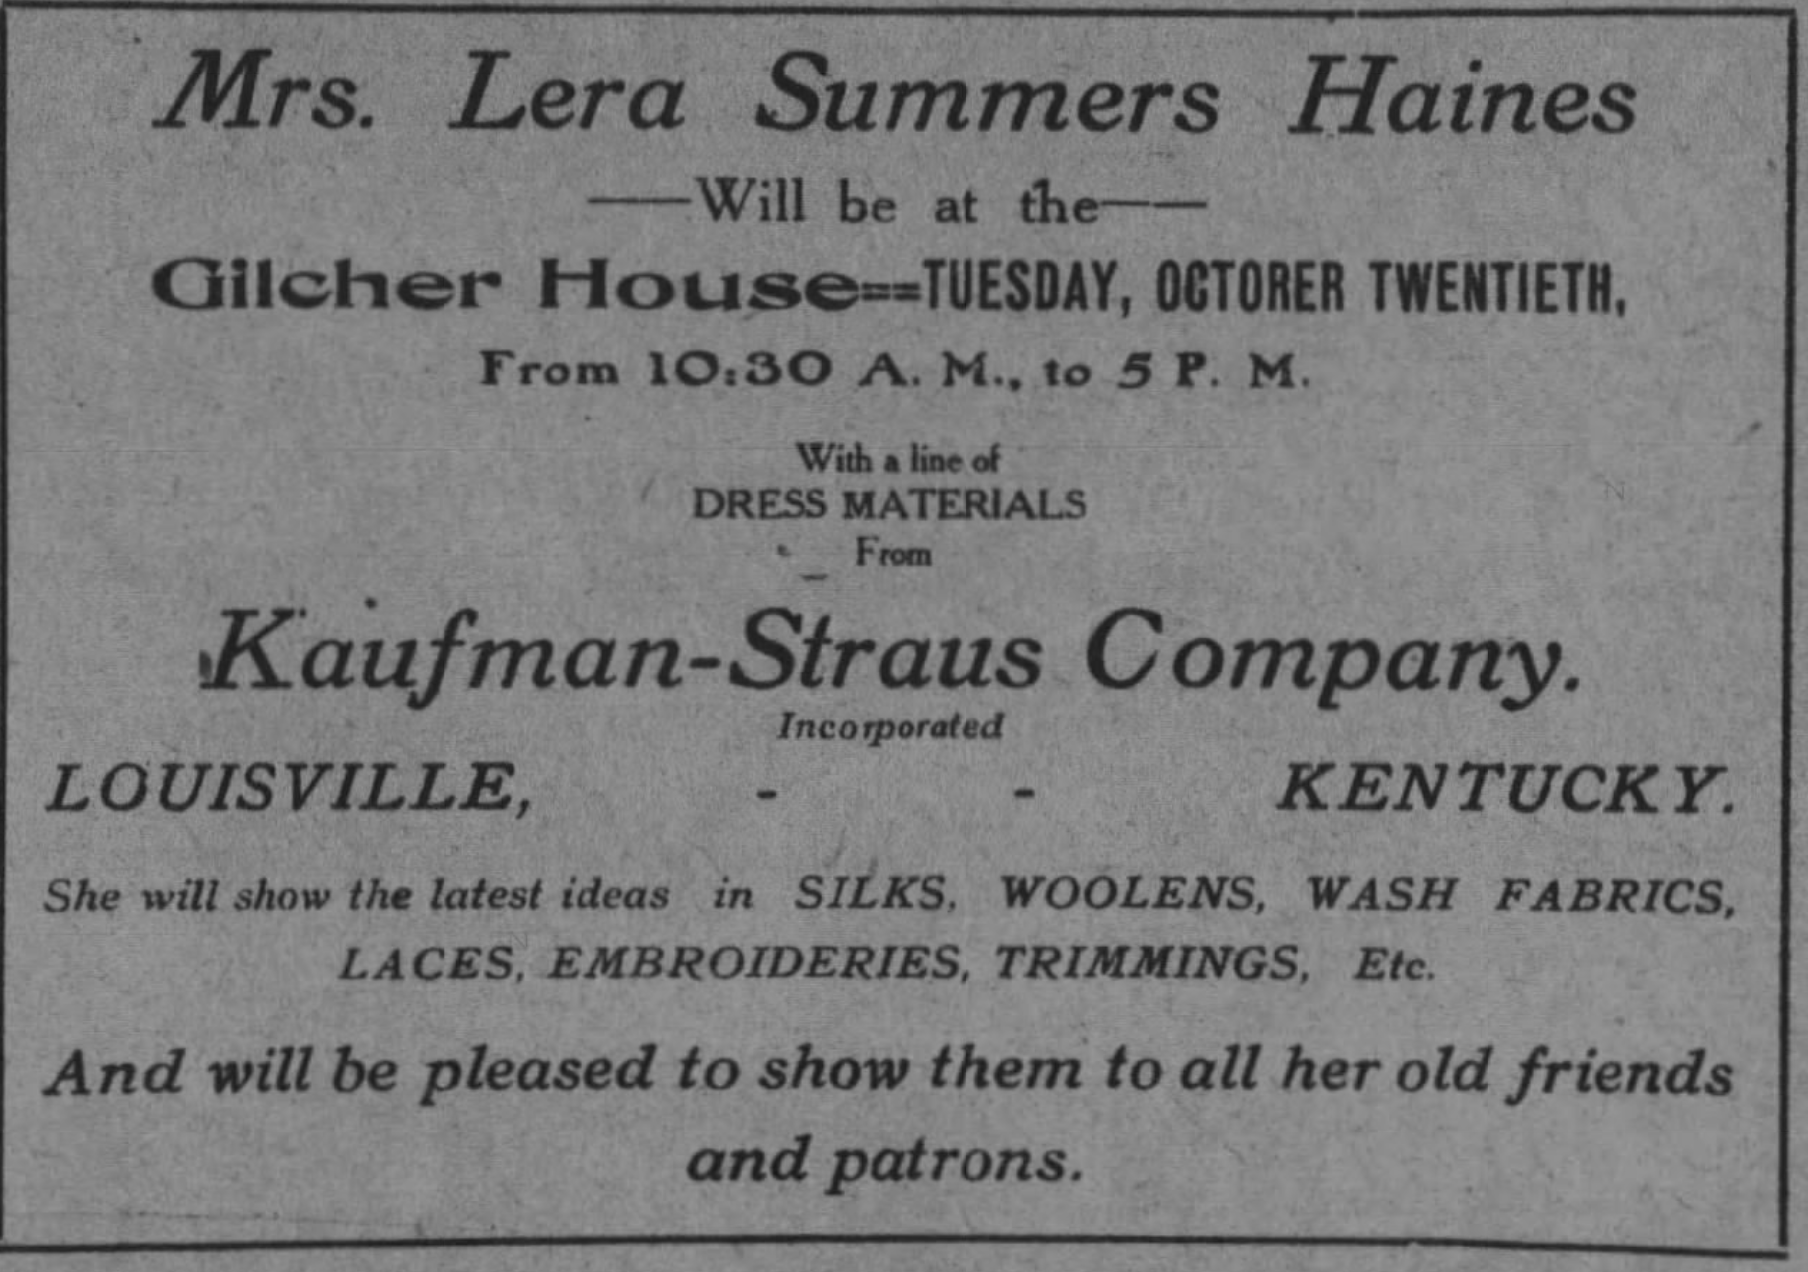 Mrs. Lera Summers Haines
——Will be at the——
Gilcher House==TUESDAY, OCTORER TWENTIETH,
From 10:30 A. M., to 5 P. M.
With a line of
DRESS MATERIALS
From
Kaufman-Straus Company.
Incorporated
LOUISVILLE, - - KENTUCKY.
She will show the latest ideas in SILKS, WOOLENS, WASH FABRICS,
LACES, EMBROIDERIES, TRIMMINGS, Etc.
And will be pleased to show them to all her old friends
and patrons.